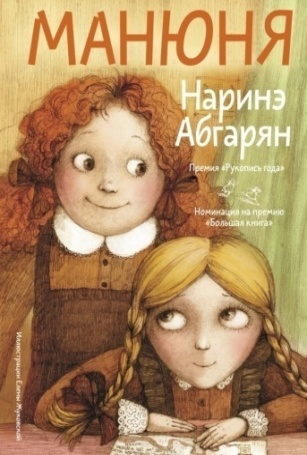 МАНЮНЯ
Наринэ
Абгарян
Премия «Рукопись года»
Номинация на премию
«Большая книга»
Иллюстрации Елены Жуковской